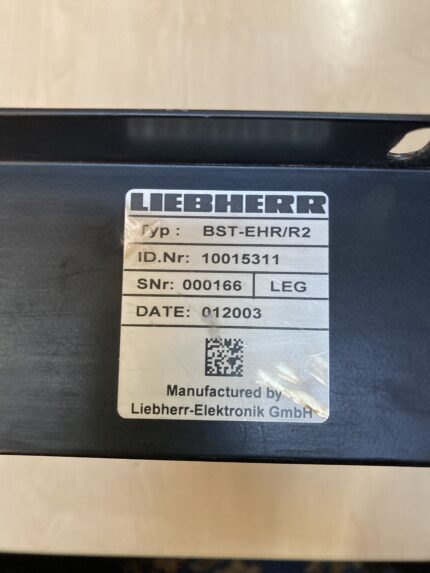 LIEBHERR
Typ : BST-EHR/R2
ID.Nr: 10015311
SNr: 000166 LEG
DATE: 012003
Manufactured by
Liebherr-Elektronik GmbH